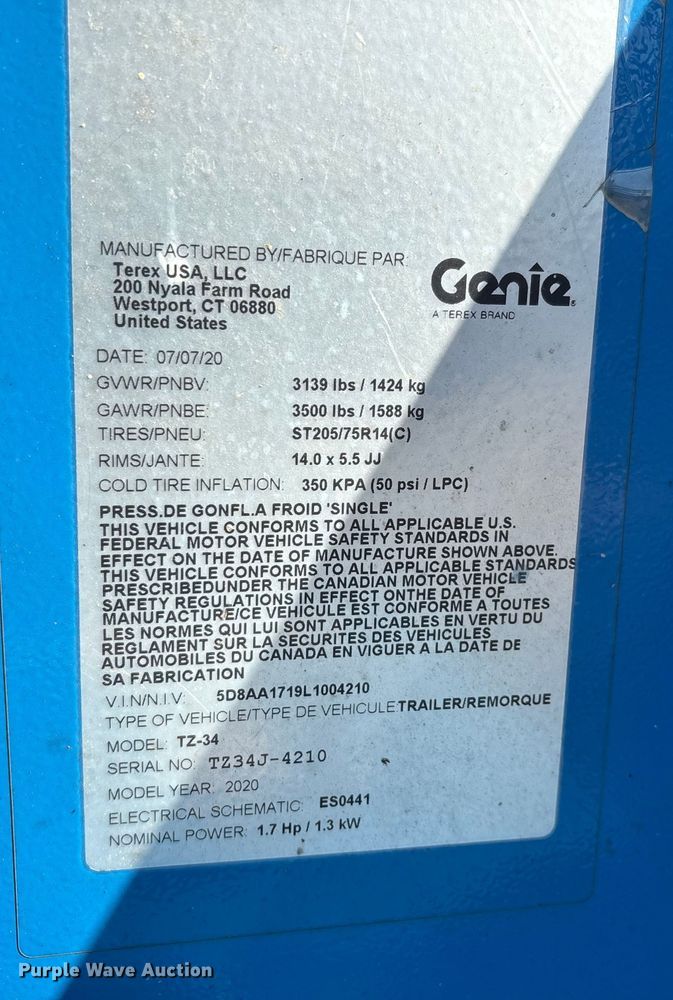 MANUFACTURED BY/FABRIQUE PAR:
Terex USA, LLC
200 Nyala Farm Road
Westport, CT 06880
United States
Genie®
A TEREX BRAND
DATE: 07/07/20
GVWR/PNBV: 3139 lbs / 1424 kg
GAWR/PNBE: 3500 lbs / 1588 kg
TIRES/PNEU: ST205/75R14(C)
RIMS/JANTE: 14.0 x 5.5 JJ
COLD TIRE INFLATION: 350 KPA (50 psi / LPC)
PRESS.DE GONFL.A FROID 'SINGLE'
THIS VEHICLE CONFORMS TO ALL APPLICABLE U.S.
FEDERAL MOTOR VEHICLE SAFETY STANDARDS IN
EFFECT ON THE DATE OF MANUFACTURE SHOWN ABOVE.
THIS VEHICLE CONFORMS TO ALL APPLICABLE STANDARDS
PRESCRIBEDUNDER THE CANADIAN MOTOR VEHICLE
SAFETY REGULATIONS IN EFFECT ONTHE DATE OF
MANUFACTURE/CE VEHICULE EST CONFORME A TOUTES
LES NORMES QUI LUI SONT APPLICABLES EN VERTU DU
REGLAMENT SUR LA SECURITES DES VEHICULES
AUTOMOBILES DU CANADA EN VIGUER A LA DATE DE
SA FABRICATION
V.I.N/N.I.V: 5D8AA1719L1004210
TYPE OF VEHICLE/TYPE DE VEHICULE: TRAILER/REMORQUE
MODEL: TZ-34
SERIAL NO: TZ34J-4210
MODEL YEAR: 2020
ELECTRICAL SCHEMATIC: ES0441
NOMINAL POWER: 1.7 Hp / 1.3 kW
Purple Wave Auction